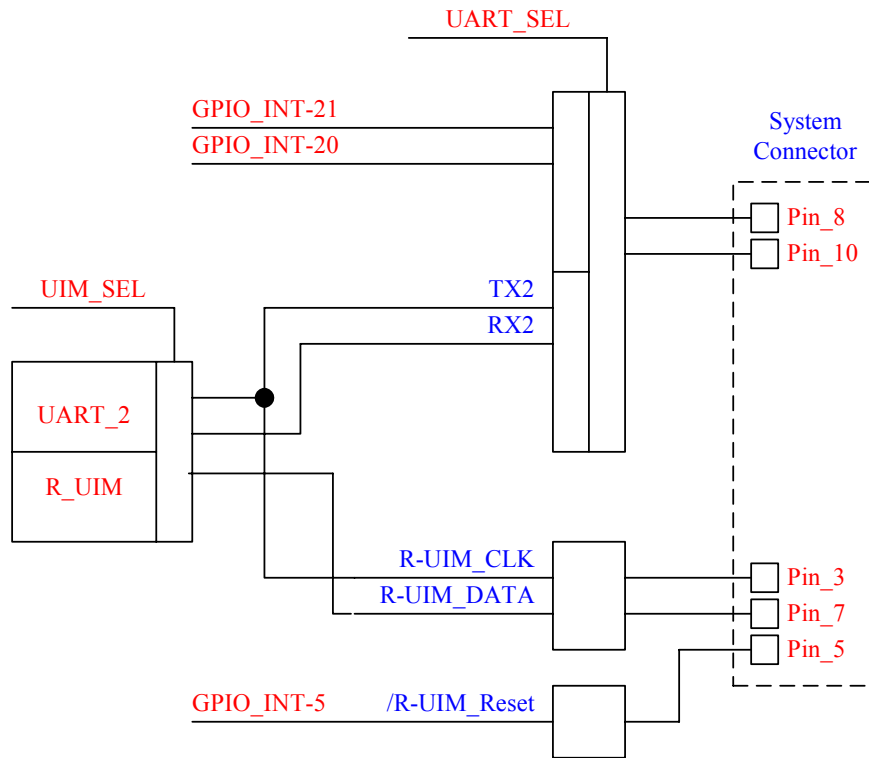 UART_SEL
GPIO_INT-21
GPIO_INT-20
System
Connector
Pin_8
Pin_10
UIM_SEL
TX2
RX2
UART_2
R_UIM
R-UIM_CLK
R-UIM_DATA
Pin_3
Pin_7
Pin_5
GPIO_INT-5
/R-UIM_Reset